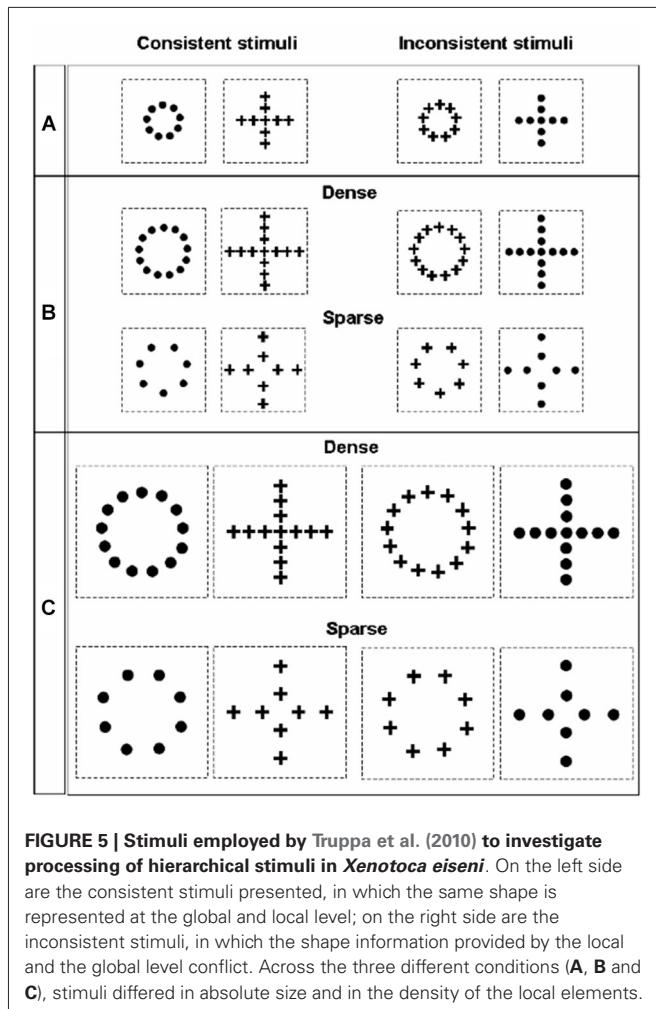 Consistent stimuli Inconsistent stimuli
A
Dense
B
Sparse
Dense
C
Sparse
FIGURE 5 | Stimuli employed by Truppa et al. (2010) to investigate
processing of hierarchical stimuli in Xenotoca eiseni. On the left side
are the consistent stimuli presented, in which the same shape is
represented at the global and local level; on the right side are the
inconsistent stimuli, in which the shape information provided by the local
and the global level conflict. Across the three different conditions (A, B and
C), stimuli differed in absolute size and in the density of the local elements.